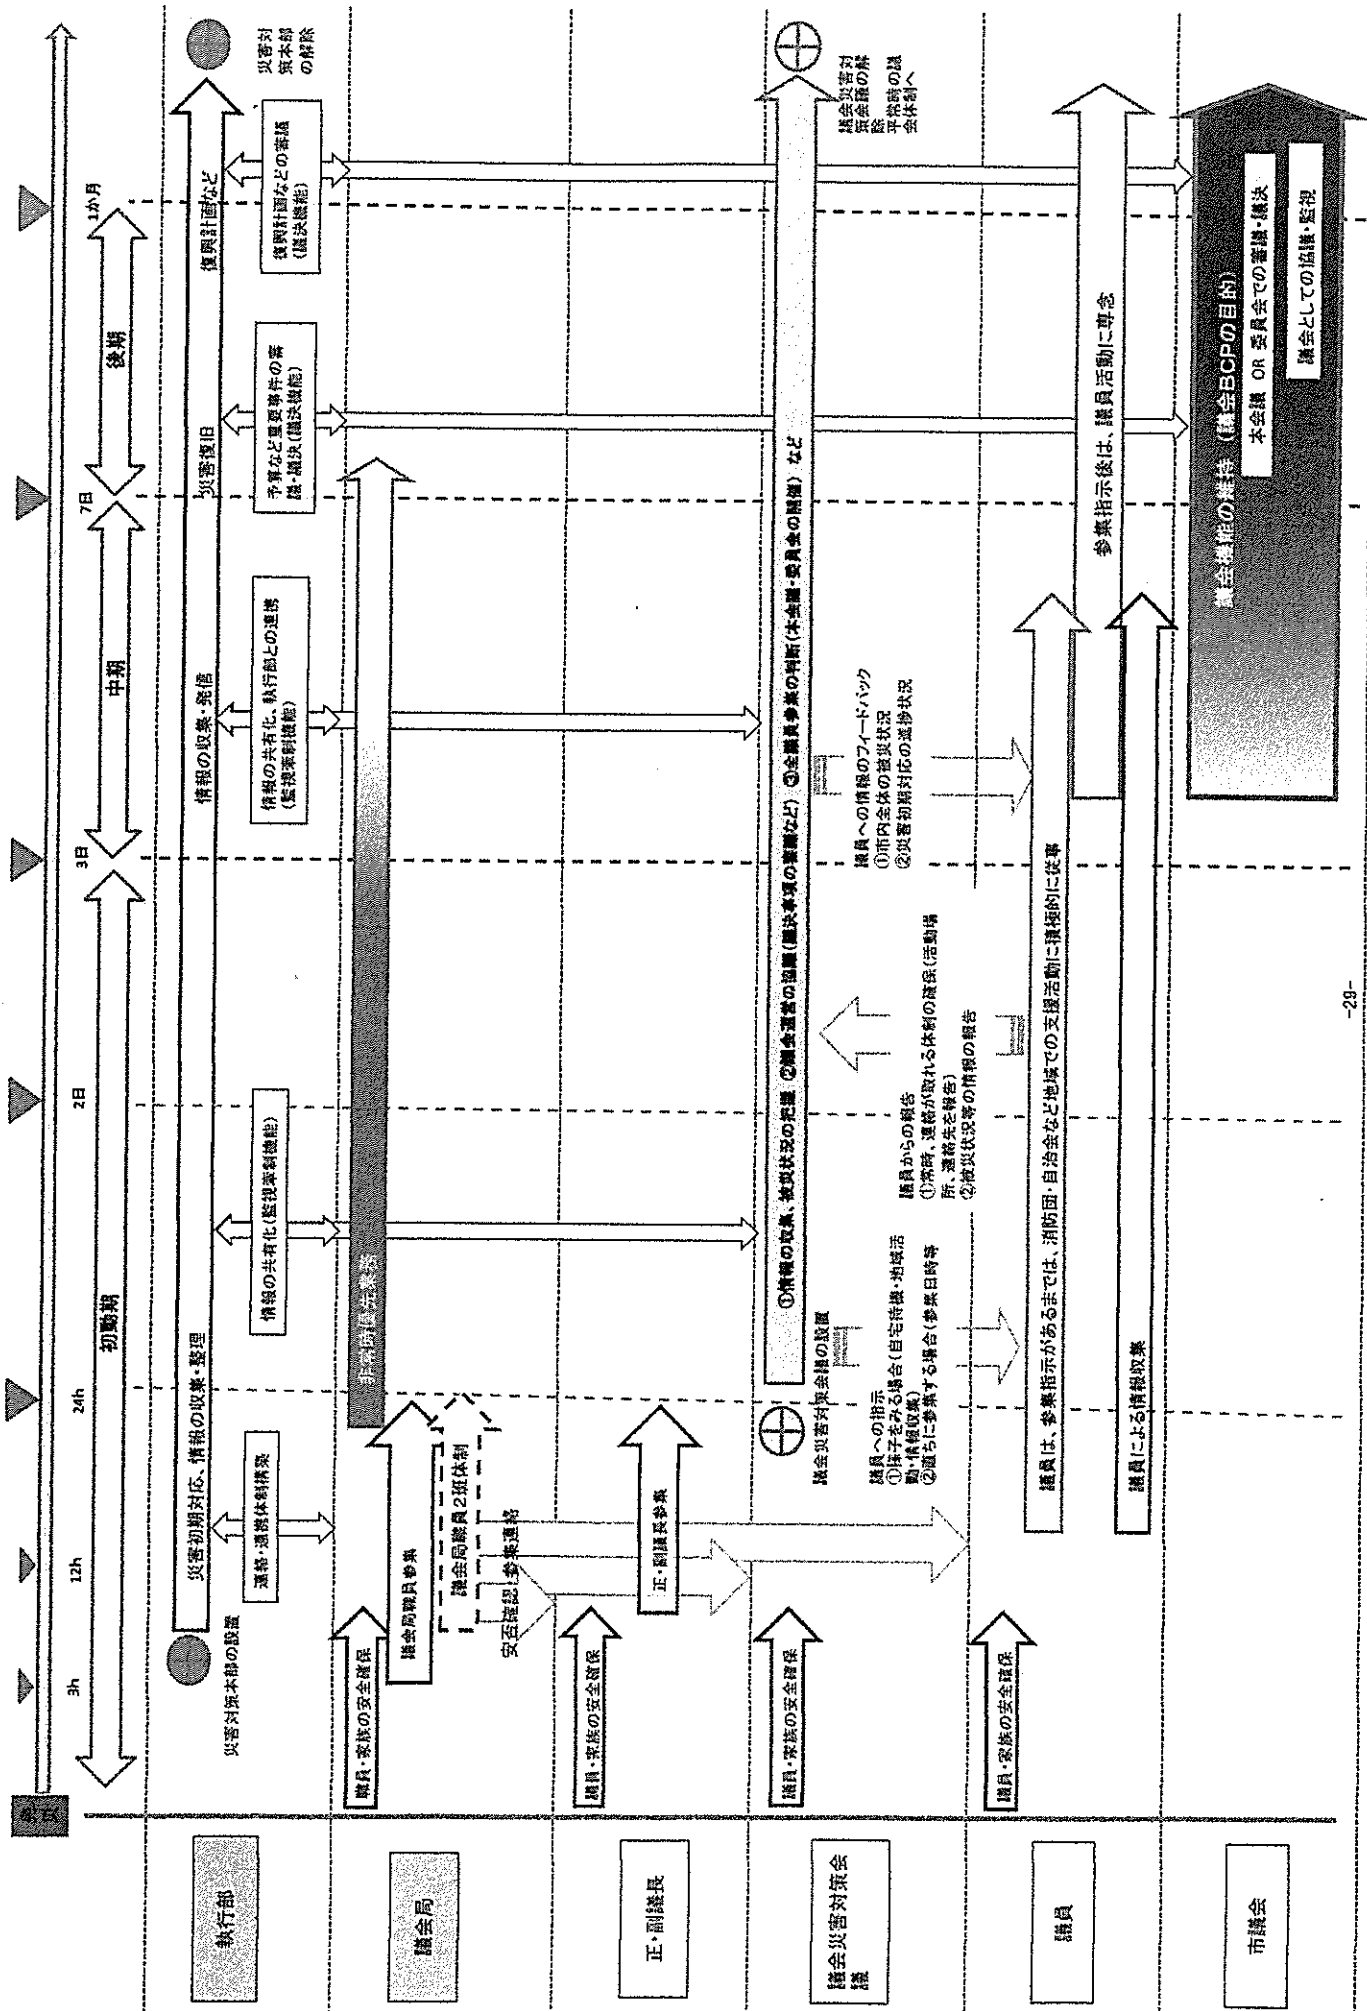 3h
12h
24h
2日
3日
7日
1か月
初動期
中期
後期
執行部
災害対策本部の設置
災害初期対応、情報の収集・整理
情報の収集・発信
災害復旧
復興計画など
災害対
策本部
の解除
連絡・連携体制構築
情報の共有化(監視牽制機能)
情報の共有化、執行部との連携
(監視牽制機能)
予算など重要事件の審
議・議決(議決機能)
復興計画などの審議
(議決機能)
議会局
職員・家族の安全確保
議会局職員参集
議会局職員2班体制
安否確認・参集連絡
非常時優先業務
正・副議長
議員・家族の安全確保
正・副議長参集
議会災害対策会
議
議員・家族の安全確保
議会災害対策会議の設置
①情報の収集、被災状況の把握 ②議会運営の協議(議決事項の審議など) ③全議員参集の判断(本会議・委員会の開催) など
議会災害対
策会議の解
除
平常時の議
会体制へ
議員への指示
①様子をみる場合(自宅待機・地域活
動・情報収集)
②直ちに参集する場合(参集日時等
議員からの報告
①常時、連絡が取れる体制の確保(活動場
所、連絡先を報告)
②被災状況等の情報の報告
議員への情報のフィードバック
①市内全体の被災状況
②災害初期対応の進捗状況
議員
議員・家族の安全確保
議員は、参集指示があるまでは、消防団・自治会など地域での支援活動に積極的に従事
参集指示後は、議員活動に専念
議員による情報収集
市議会
議会機能の維持(議会BCPの目的)
本会議 OR 委員会での審議・議決
議会としての協議・監視
-29-